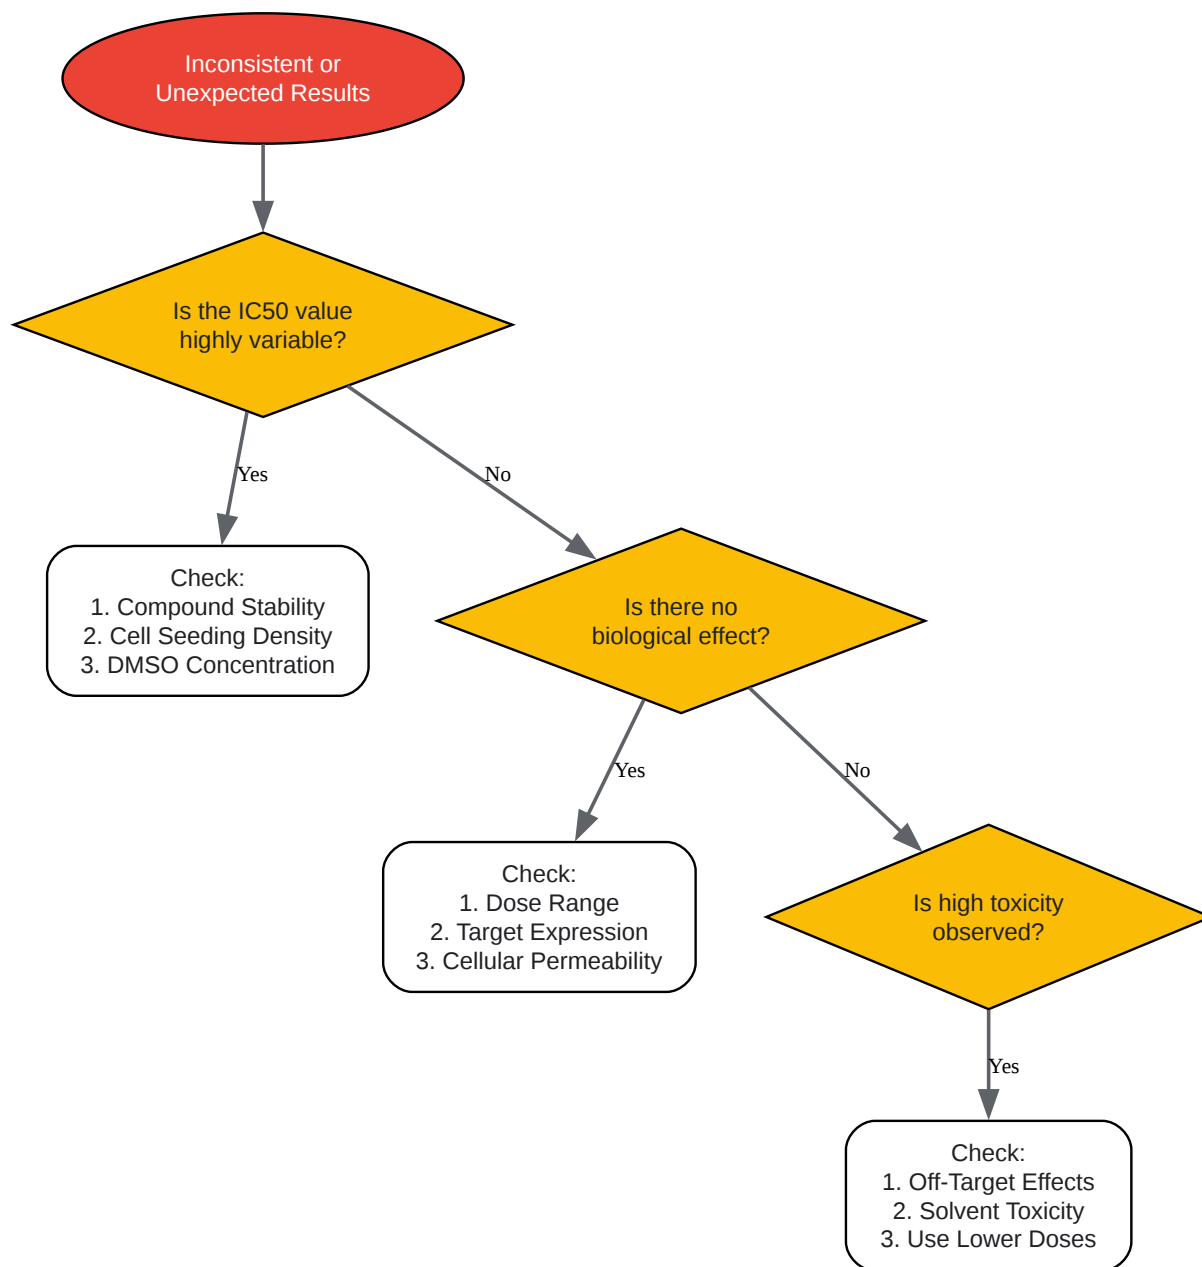 Inconsistent or
Unexpected Results
Is the IC50 value
highly variable?
Yes
No
Check:
1. Compound Stability
2. Cell Seeding Density
3. DMSO Concentration
Is there no
biological effect?
Yes
No
Check:
1. Dose Range
2. Target Expression
3. Cellular Permeability
Is high toxicity
observed?
Yes
Check:
1. Off-Target Effects
2. Solvent Toxicity
3. Use Lower Doses